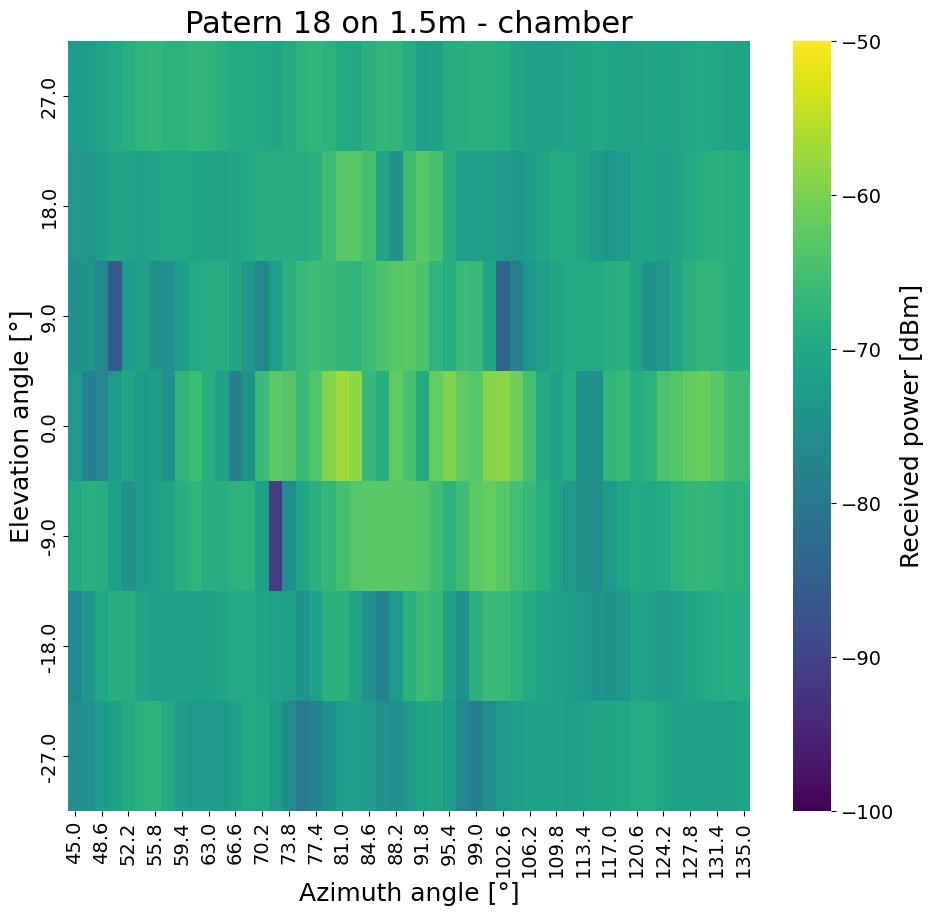 Patern 18 on 1.5m - chamber
Elevation angle [°]
27.0
18.0
9.0
0.0
-9.0
-18.0
-27.0
45.0 48.6 52.2 55.8 59.4 63.0 66.6 70.2 73.8 77.4 81.0 84.6 88.2 91.8 95.4 99.0 102.6 106.2 109.8 113.4 117.0 120.6 124.2 127.8 131.4 135.0
Azimuth angle [°]
−50
−60
−70
−80
−90
−100
Received power [dBm]